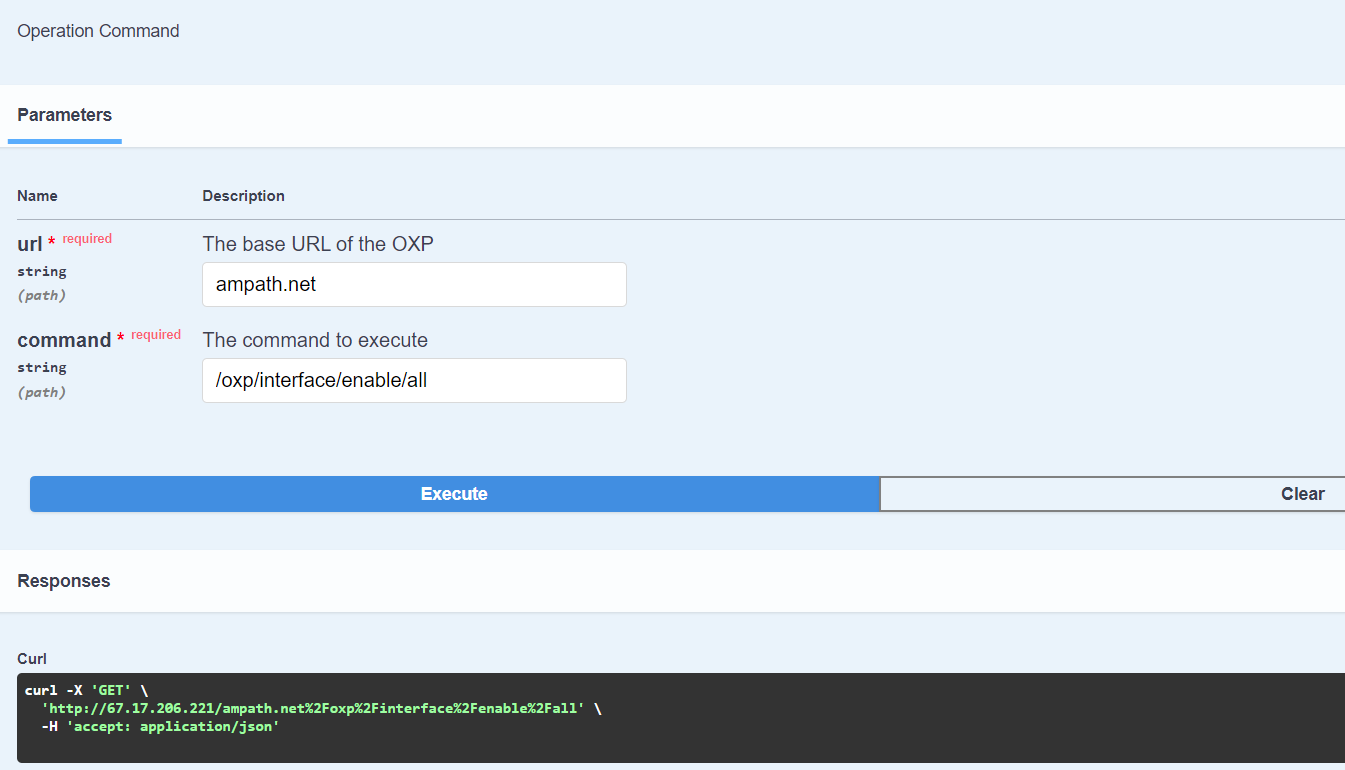 Operation Command
Parameters
Name Description
url * required The base URL of the OXP
string
(path)
ampath.net
command * required The command to execute
string
(path)
/oxp/interface/enable/all
Execute Clear
Responses
Curl
curl -X 'GET' \
'http://67.17.206.221/ampath.net%2Foxp%2Finterface%2Fenable%2Fall' \
-H 'accept: application/json'